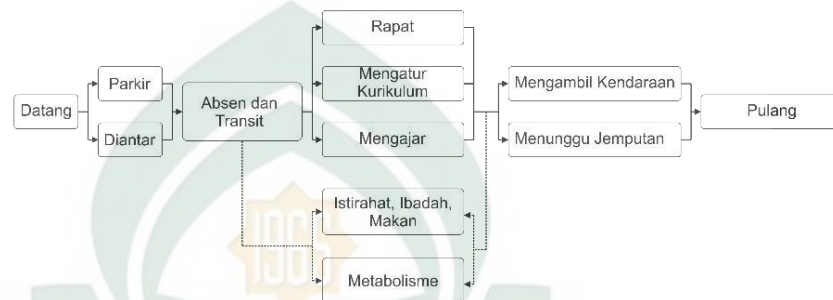 Datang
Parkir
Diantar
Absen dan
Transit
Rapat
Mengatur
Kurikulum
Mengajar
Istirahat, Ibadah,
Makan
Metabolisme
Mengambil Kendaraan
Menunggu Jemputan
Pulang
1965